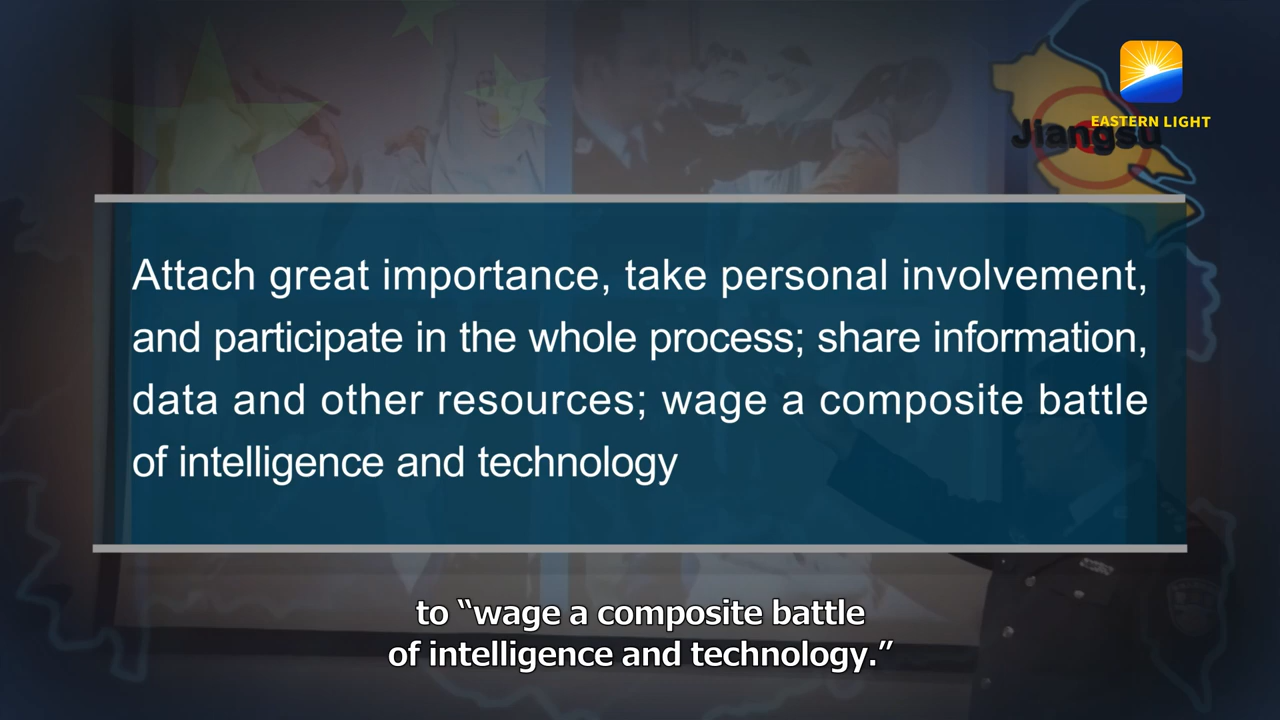 EASTERN LIGHT
Jiangsu
Attach great importance, take personal involvement,
and participate in the whole process; share information,
data and other resources; wage a composite battle
of intelligence and technology
to “wage a composite battle
of intelligence and technology.”